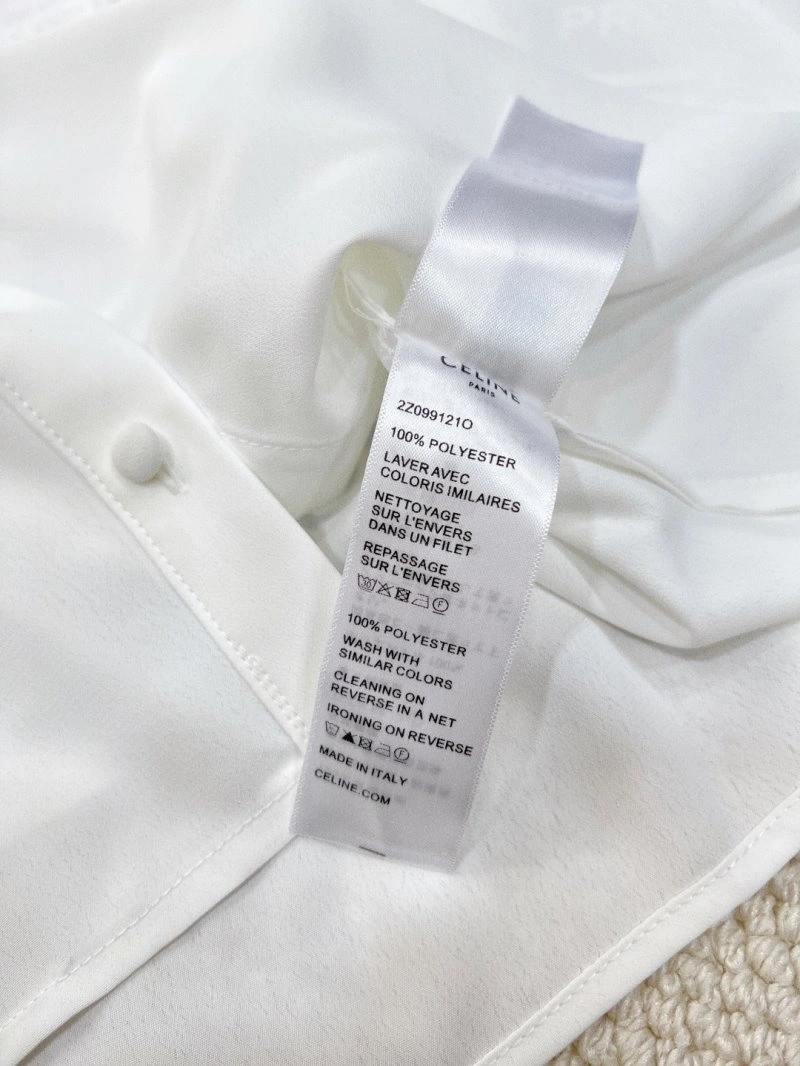 CELINE
PARIS
2Z099121O
100% POLYESTER
LAVER AVEC
COLORIS IMILAIRES
NETTOYAGE
SUR L'ENVERS
DANS UN FILET
REPASSAGE
SUR L'ENVERS
30 F
100% POLYESTER
WASH WITH
SIMILAR COLORS
CLEANING ON
REVERSE IN A NET
IRONING ON REVERSE
F
MADE IN ITALY
CELINE.COM